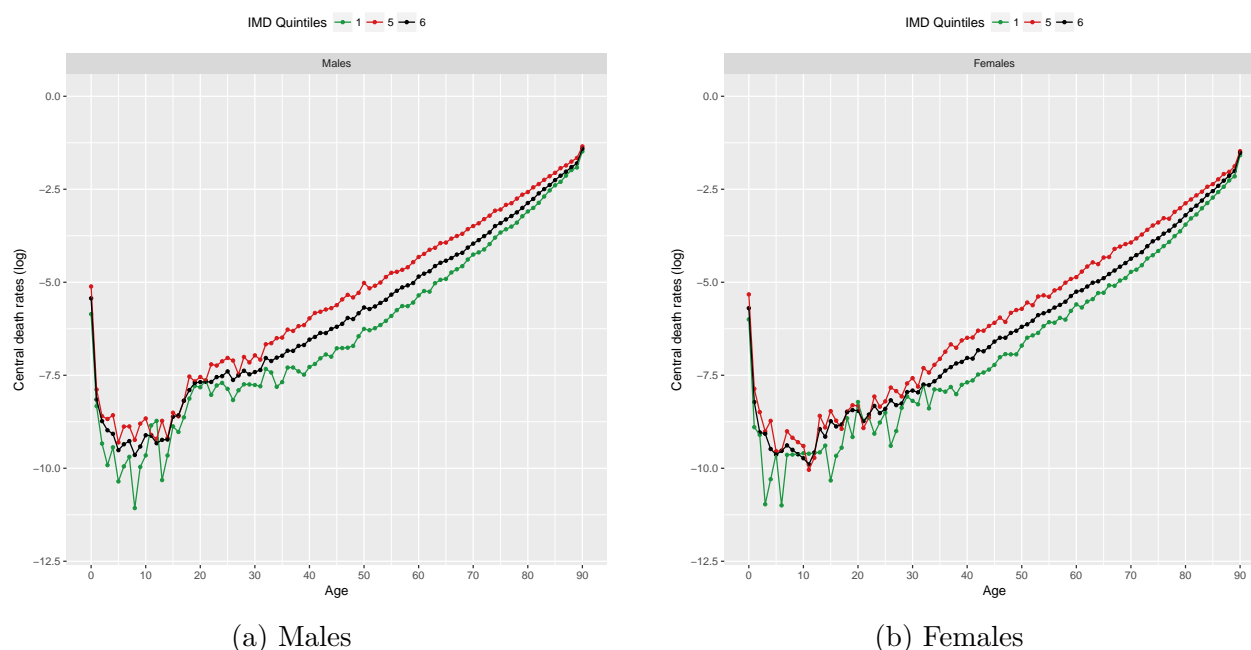 IMD Quintiles 1 5 6
Males
0.0
−2.5
−5.0
−7.5
−10.0
−12.5
Central death rates (log)
0 10 20 30 40 50 60 70 80 90
Age
(a) Males
IMD Quintiles 1 5 6
Females
0.0
−2.5
−5.0
−7.5
−10.0
−12.5
Central death rates (log)
0 10 20 30 40 50 60 70 80 90
Age
(b) Females